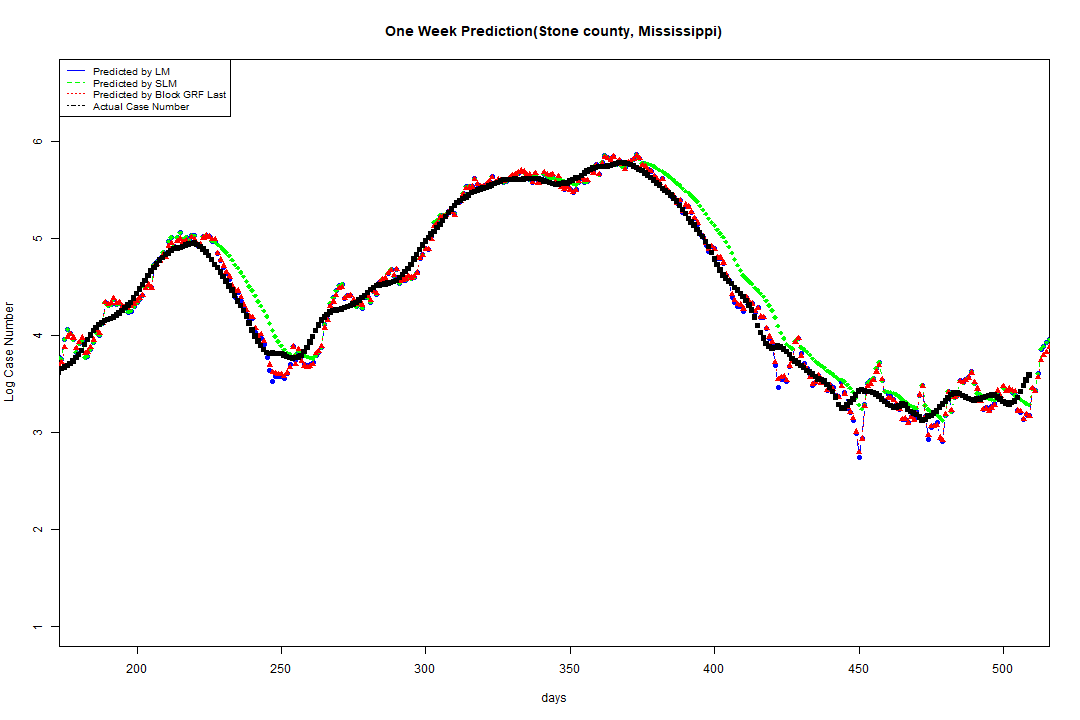 One Week Prediction(Stone county, Mississippi)
Predicted by LM
Predicted by SLM
Predicted by Block GRF Last
Actual Case Number
6
5
4
3
2
1
Log Case Number
200 250 300 350 400 450 500
days